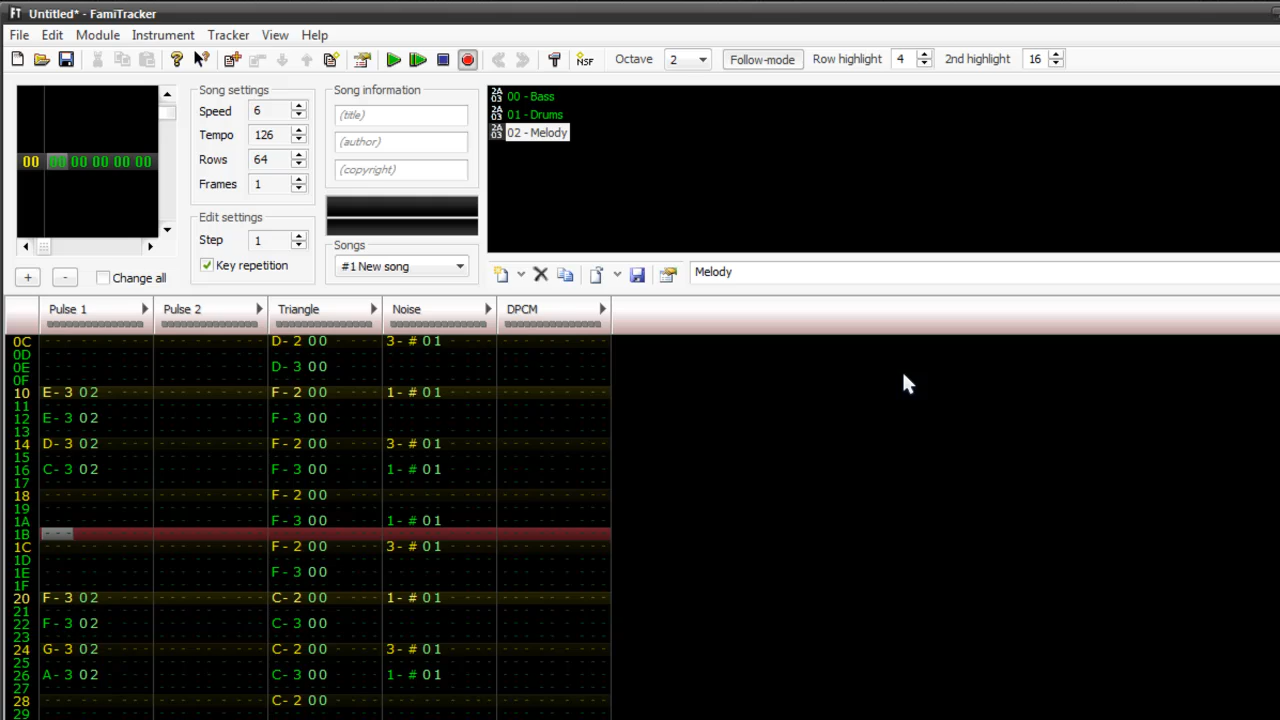 Untitled* - FamiTracker
File Edit Module Instrument Tracker View Help
Octave 2 Follow-mode Row highlight 4 2nd highlight 16
NSF
Song settings
Speed 6
Tempo 126
Rows 64
Frames 1
Song information
(title)
(author)
(copyright)
2A03 00 - Bass
2A03 01 - Drums
2A03 02 - Melody
00 00 00 00 00 00
Edit settings
Step 1
Key repetition
Songs
#1 New song
+ - Change all
Melody
Pulse 1 Pulse 2 Triangle Noise DPCM
0C D-2 00 3-# 01
0D
0E D-3 00
0F
10 E-3 02 F-2 00 1-# 01
11
12 E-3 02 F-3 00
13
14 D-3 02 F-2 00 3-# 01
15
16 C-3 02 F-3 00 1-# 01
17
18 F-2 00
19
1A F-3 00 1-# 01
1B ---
1C F-2 00 3-# 01
1D
1E F-3 00
1F
20 F-3 02 C-2 00 1-# 01
21
22 F-3 02 C-3 00
23
24 G-3 02 C-2 00 3-# 01
25
26 A-3 02 C-3 00 1-# 01
27
28 C-2 00
29